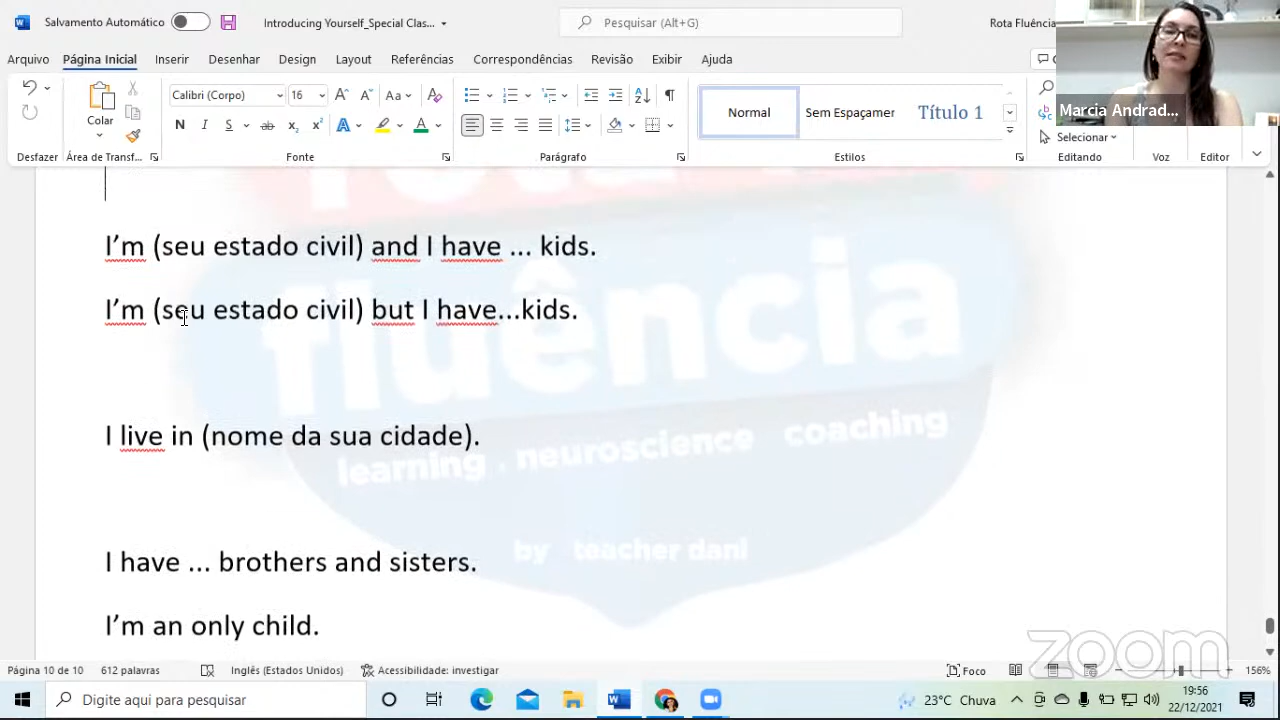 Salvamento Automático
Introducing Yourself_Special Clas...
Pesquisar (Alt+G)
Rota Fluência
Arquivo Página Inicial Inserir Desenhar Design Layout Referências Correspondências Revisão Exibir Ajuda
Colar
Calibri (Corpo) 16
Normal
Sem Espaçamer
Título 1
Selecionar
Desfazer Área de Transf... Fonte Parágrafo Estilos Editando Voz Editor
Marcia Andrad...
I'm (seu estado civil) and I have ... kids.
I'm (seu estado civil) but I have...kids.
I live in (nome da sua cidade).
I have ... brothers and sisters.
I'm an only child.
fluência
learning . neuroscience coaching
by teacher dani
zoom
Página 10 de 10 612 palavras Inglês (Estados Unidos) Acessibilidade: investigar Foco 156%
Digite aqui para pesquisar
23°C Chuva
19:56
22/12/2021